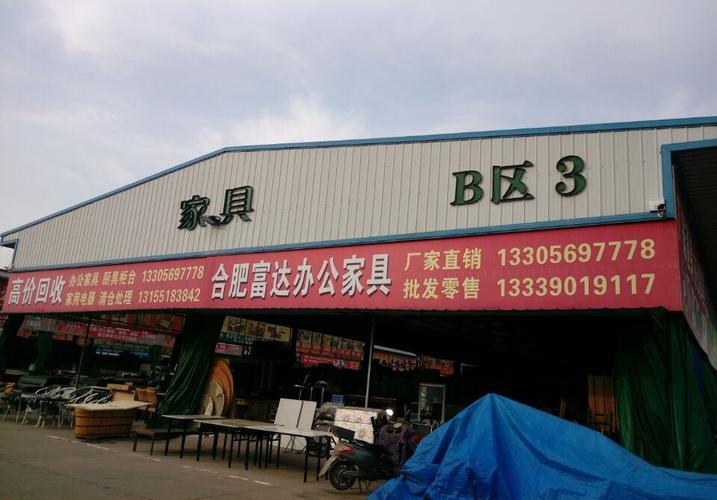 家具 B区3
高价回收
办公家具 厨具柜台 13305697778
家用电器 清仓处理 13155183842
合肥富达办公家具
厂家直销 13305697778
批发零售 13339019117